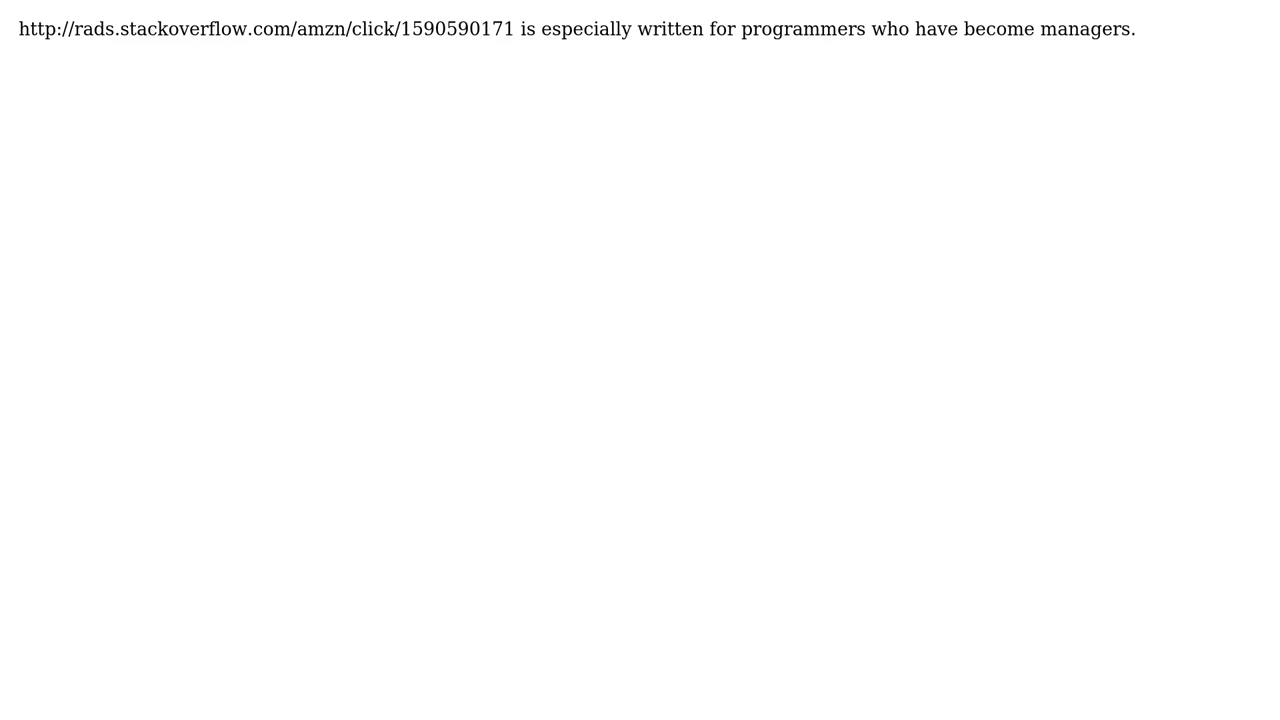 http://rads.stackoverflow.com/amzn/click/1590590171 is especially written for programmers who have become managers.